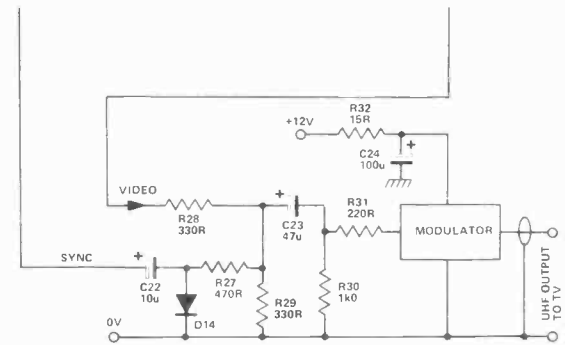 R32
15R
+12V
+
C24
100u
VIDEO
R28
330R
+
C23
47u
R31
220R
MODULATOR
SYNC
+
C22
10u
R27
470R
R29
330R
R30
1k0
D14
0V
UHF OUTPUT
TO TV